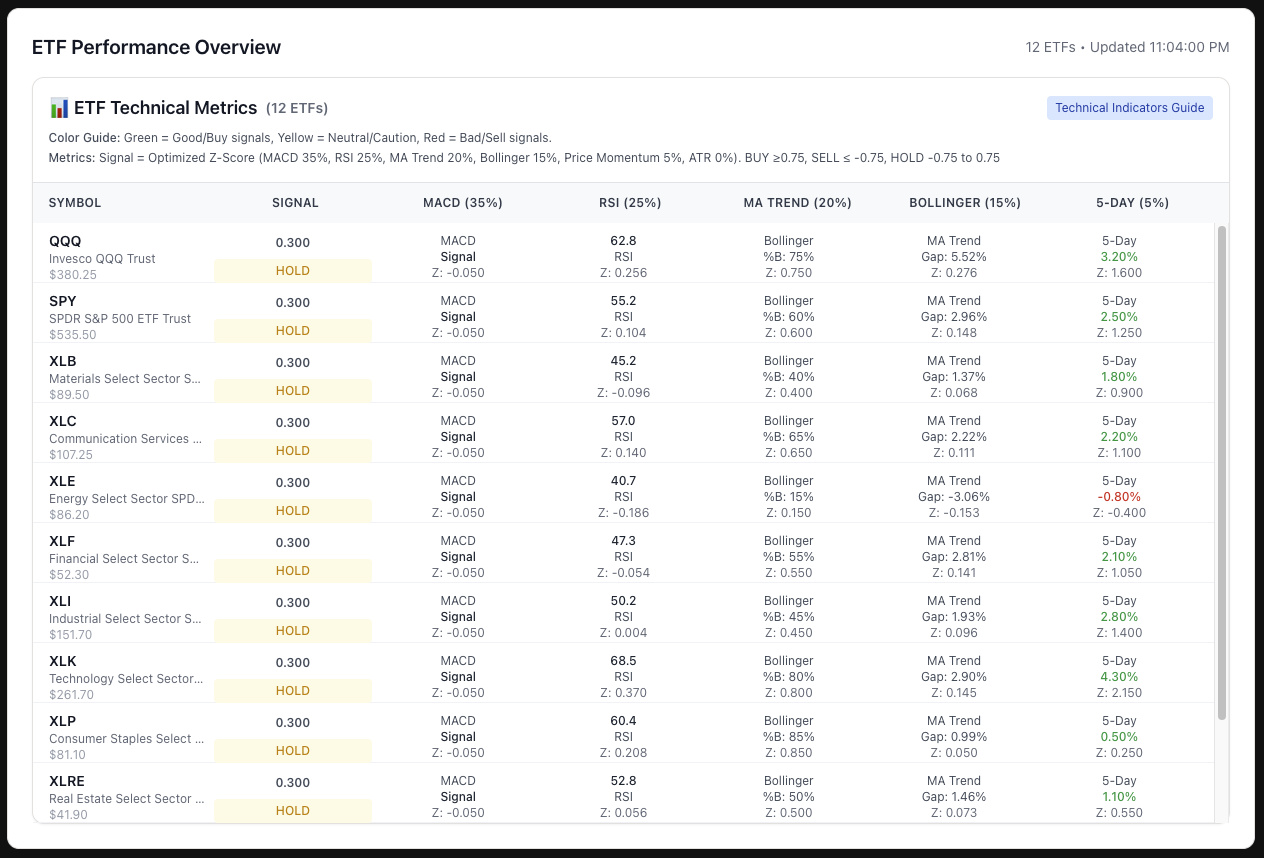 ETF Performance Overview
12 ETFs • Updated 11:04:00 PM
ETF Technical Metrics (12 ETFs)
Technical Indicators Guide
Color Guide: Green = Good/Buy signals, Yellow = Neutral/Caution, Red = Bad/Sell signals.
Metrics: Signal = Optimized Z-Score (MACD 35%, RSI 25%, MA Trend 20%, Bollinger 15%, Price Momentum 5%, ATR 0%). BUY ≥0.75, SELL ≤ -0.75, HOLD -0.75 to 0.75
SYMBOL SIGNAL MACD (35%) RSI (25%) MA TREND (20%) BOLLINGER (15%) 5-DAY (5%)
QQQ 0.300 MACD 62.8 Bollinger MA Trend 5-Day
Invesco QQQ Trust Signal RSI %B: 75% Gap: 5.52% 3.20%
$380.25 HOLD Z: -0.050 Z: 0.256 Z: 0.750 Z: 0.276 Z: 1.600
SPY 0.300 MACD 55.2 Bollinger MA Trend 5-Day
SPDR S&P 500 ETF Trust Signal RSI %B: 60% Gap: 2.96% 2.50%
$535.50 HOLD Z: -0.050 Z: 0.104 Z: 0.600 Z: 0.148 Z: 1.250
XLB 0.300 MACD 45.2 Bollinger MA Trend 5-Day
Materials Select Sector S... Signal RSI %B: 40% Gap: 1.37% 1.80%
$89.50 HOLD Z: -0.050 Z: -0.096 Z: 0.400 Z: 0.068 Z: 0.900
XLC 0.300 MACD 57.0 Bollinger MA Trend 5-Day
Communication Services ... Signal RSI %B: 65% Gap: 2.22% 2.20%
$107.25 HOLD Z: -0.050 Z: 0.140 Z: 0.650 Z: 0.111 Z: 1.100
XLE 0.300 MACD 40.7 Bollinger MA Trend 5-Day
Energy Select Sector SPD... Signal RSI %B: 15% Gap: -3.06% -0.80%
$86.20 HOLD Z: -0.050 Z: -0.186 Z: 0.150 Z: -0.153 Z: -0.400
XLF 0.300 MACD 47.3 Bollinger MA Trend 5-Day
Financial Select Sector S... Signal RSI %B: 55% Gap: 2.81% 2.10%
$52.30 HOLD Z: -0.050 Z: -0.054 Z: 0.550 Z: 0.141 Z: 1.050
XLI 0.300 MACD 50.2 Bollinger MA Trend 5-Day
Industrial Select Sector S... Signal RSI %B: 45% Gap: 1.93% 2.80%
$151.70 HOLD Z: -0.050 Z: 0.004 Z: 0.450 Z: 0.096 Z: 1.400
XLK 0.300 MACD 68.5 Bollinger MA Trend 5-Day
Technology Select Sector... Signal RSI %B: 80% Gap: 2.90% 4.30%
$261.70 HOLD Z: -0.050 Z: 0.370 Z: 0.800 Z: 0.145 Z: 2.150
XLP 0.300 MACD 60.4 Bollinger MA Trend 5-Day
Consumer Staples Select ... Signal RSI %B: 85% Gap: 0.99% 0.50%
$81.10 HOLD Z: -0.050 Z: 0.208 Z: 0.850 Z: 0.050 Z: 0.250
XLRE 0.300 MACD 52.8 Bollinger MA Trend 5-Day
Real Estate Select Sector ... Signal RSI %B: 50% Gap: 1.46% 1.10%
$41.90 HOLD Z: -0.050 Z: 0.056 Z: 0.500 Z: 0.073 Z: 0.550